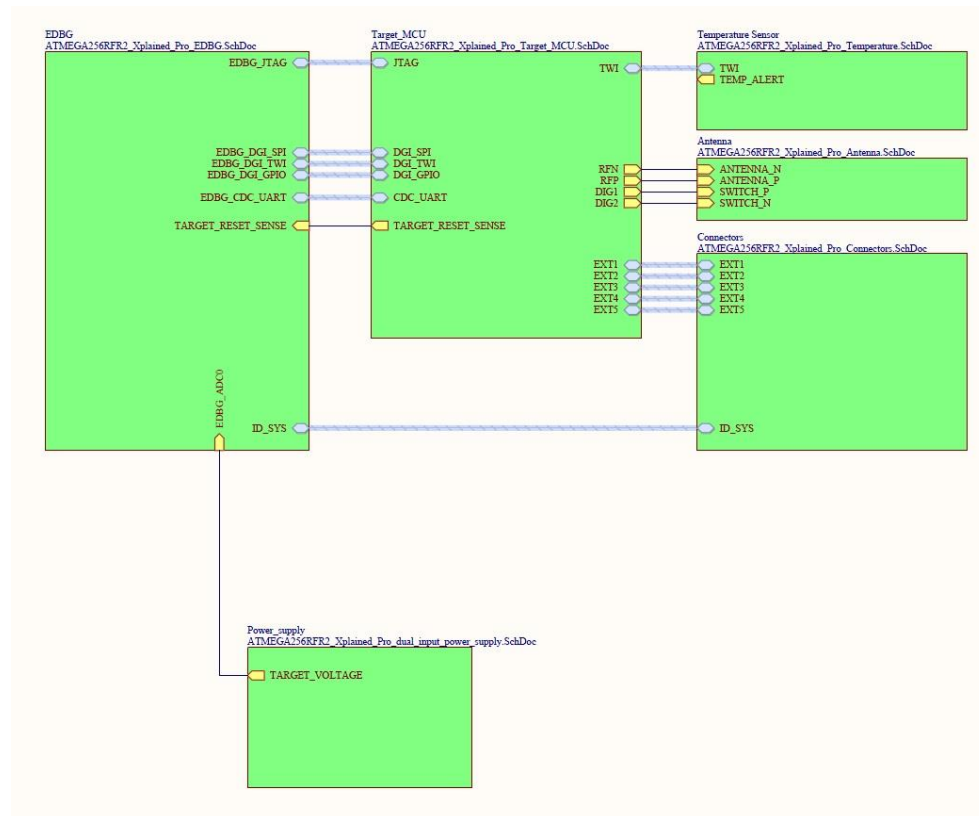 EDBG
ATMEGA256RFR2_Xplained_Pro_EDBG.SchDoc
EDBG_JTAG
EDBG_DGI_SPI
EDBG_DGI_TWI
EDBG_DGI_GPIO
EDBG_CDC_UART
TARGET_RESET_SENSE
EDBG_ADC0
ID_SYS
Target_MCU
ATMEGA256RFR2_Xplained_Pro_Target_MCU.SchDoc
JTAG
TWI
DGI_SPI
DGI_TWI
DGI_GPIO
CDC_UART
TARGET_RESET_SENSE
RFN
RFP
DIG1
DIG2
EXT1
EXT2
EXT3
EXT4
EXT5
Temperature Sensor
ATMEGA256RFR2_Xplained_Pro_Temperature.SchDoc
TWI
TEMP_ALERT
Antenna
ATMEGA256RFR2_Xplained_Pro_Antenna.SchDoc
ANTENNA_N
ANTENNA_P
SWITCH_P
SWITCH_N
Connectors
ATMEGA256RFR2_Xplained_Pro_Connectors.SchDoc
EXT1
EXT2
EXT3
EXT4
EXT5
ID_SYS
Power_supply
ATMEGA256RFR2_Xplained_Pro_dual_input_power_supply.SchDoc
TARGET_VOLTAGE